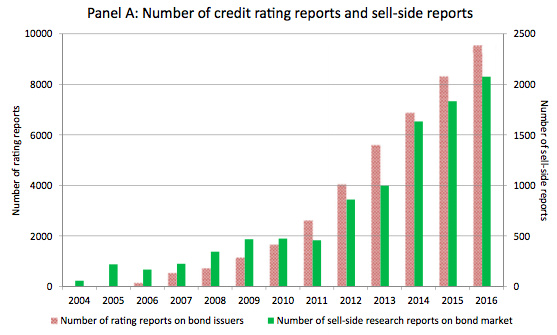 Panel A: Number of credit rating reports and sell-side reports
10000
8000
6000
4000
2000
0
Number of rating reports
2500
2000
1500
1000
500
0
Number of sell-side reports
2004 2005 2006 2007 2008 2009 2010 2011 2012 2013 2014 2015 2016
Number of rating reports on bond issuers Number of sell-side research reports on bond market